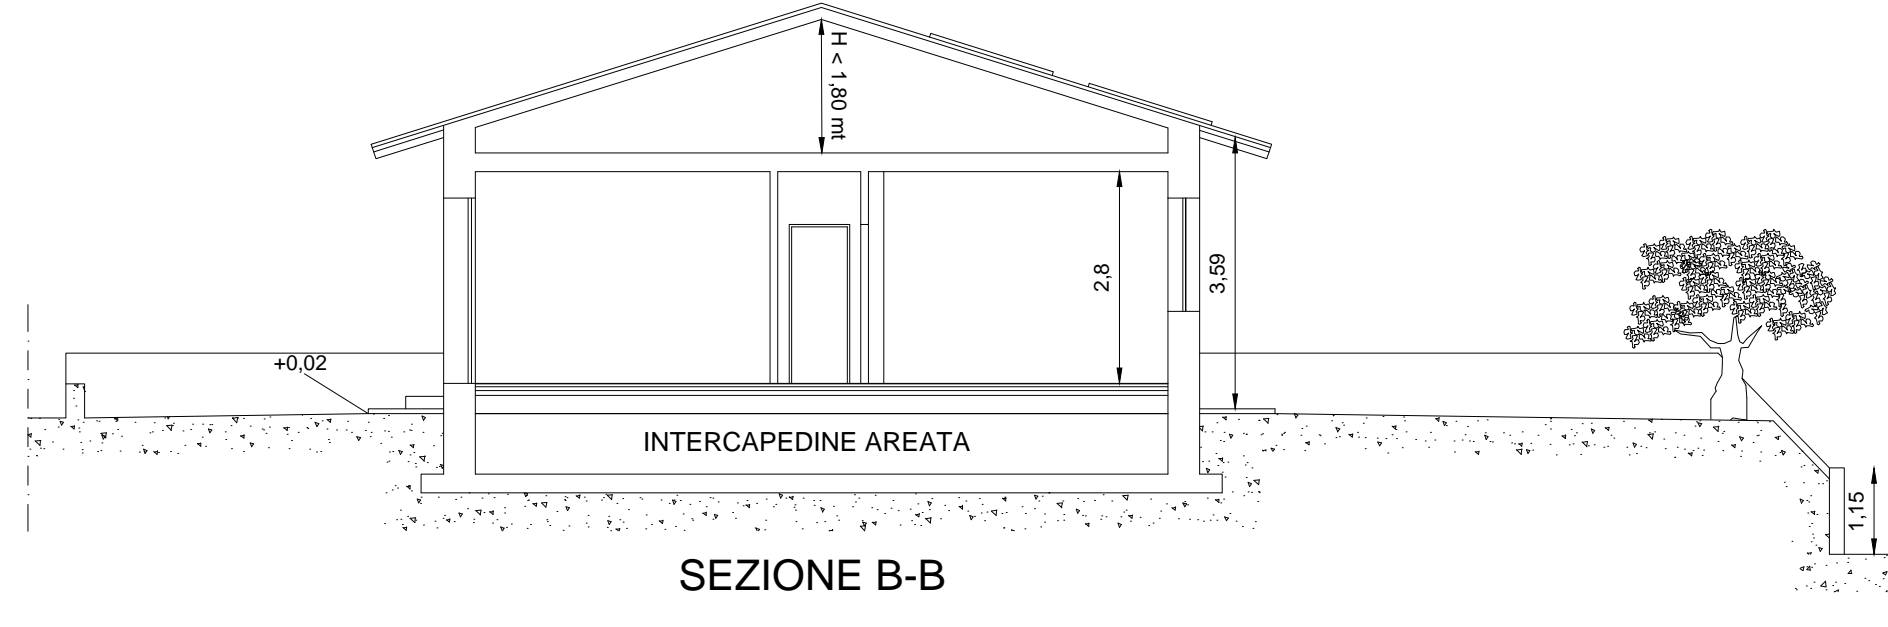 H < 1,80 mt
2,8
3,59
+0,02
INTERCAPEDINE AREATA
1,15
SEZIONE B-B